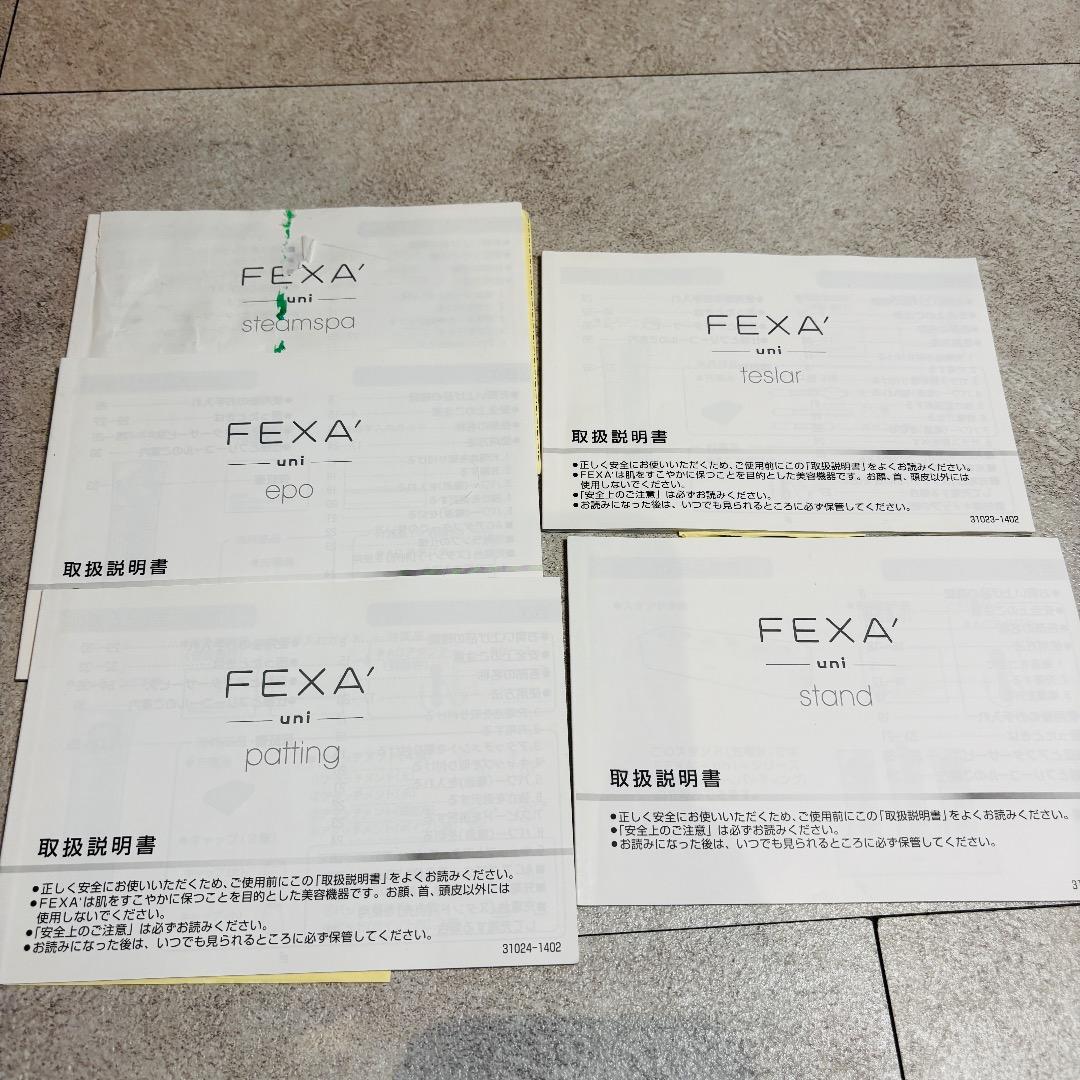 FEXA'
uni
steamspa
FEXA'
uni
epo
取扱説明書
FEXA'
uni
patting
取扱説明書
●正しく安全にお使いいただくため、ご使用前にこの「取扱説明書」をよくお読みください。
●FEXA'は肌をすこやかに保つことを目的とした美容機器です。お顔、首、頭皮以外には
使用しないでください。
●「安全上のご注意」は必ずお読みください。
●お読みになった後は、いつでも見られるところに必ず保管してください。
31024-1402
FEXA'
uni
teslar
取扱説明書
●正しく安全にお使いいただくため、ご使用前にこの「取扱説明書」をよくお読みください。
●FEXA'は肌をすこやかに保つことを目的とした美容機器です。お顔、首、頭皮以外には
使用しないでください。
●「安全上のご注意」は必ずお読みください。
●お読みになった後は、いつでも見られるところに必ず保管してください。
31023-1402
FEXA'
uni
stand
取扱説明書
●正しく安全にお使いいただくため、ご使用前にこの「取扱説明書」をよくお読みください。
●「安全上のご注意」は必ずお読みください。
●お読みになった後は、いつでも見られるところに必ず保管してください。